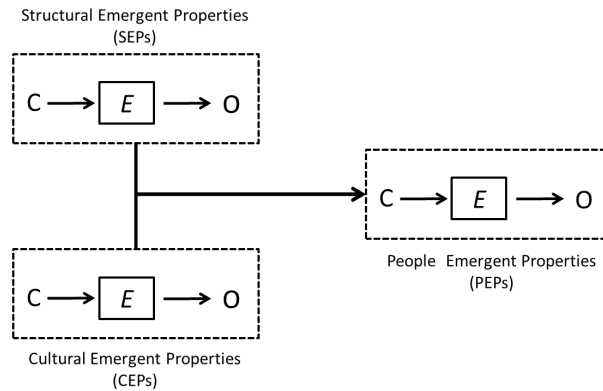 Structural Emergent Properties
(SEPs)
C E O
C E O
People Emergent Properties
(PEPs)
C E O
Cultural Emergent Properties
(CEPs)